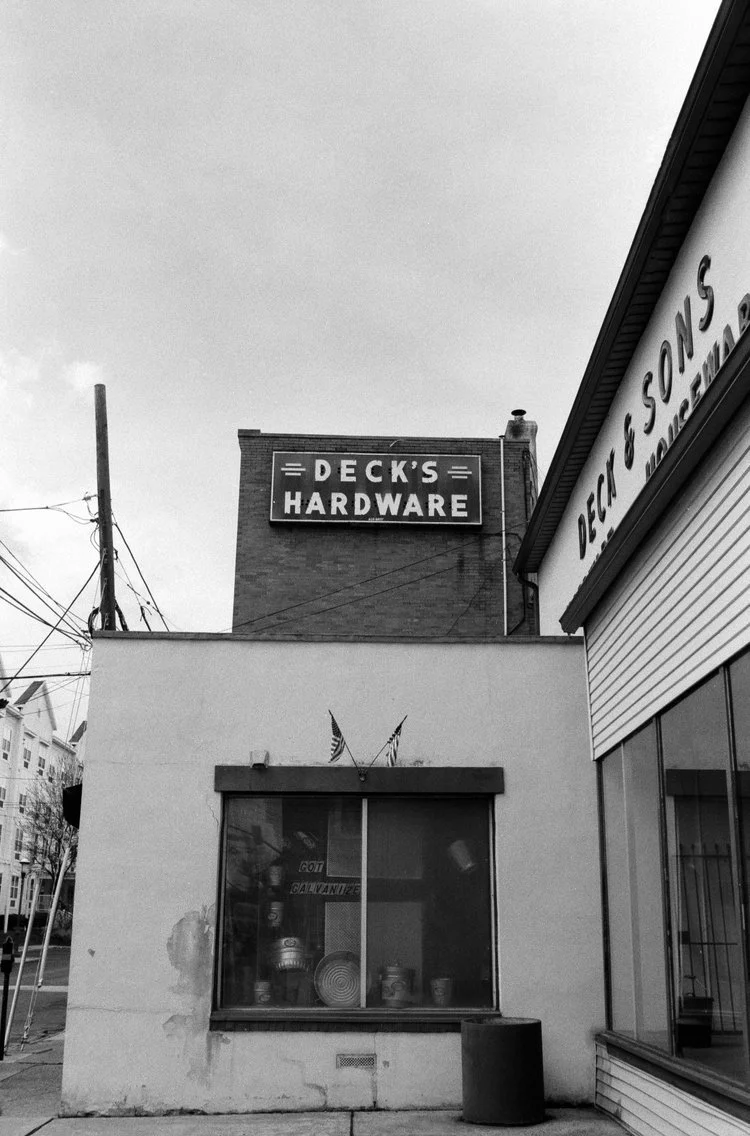 DECK'S
HARDWARE
DECK & SONS
GOT
GALVANIZE